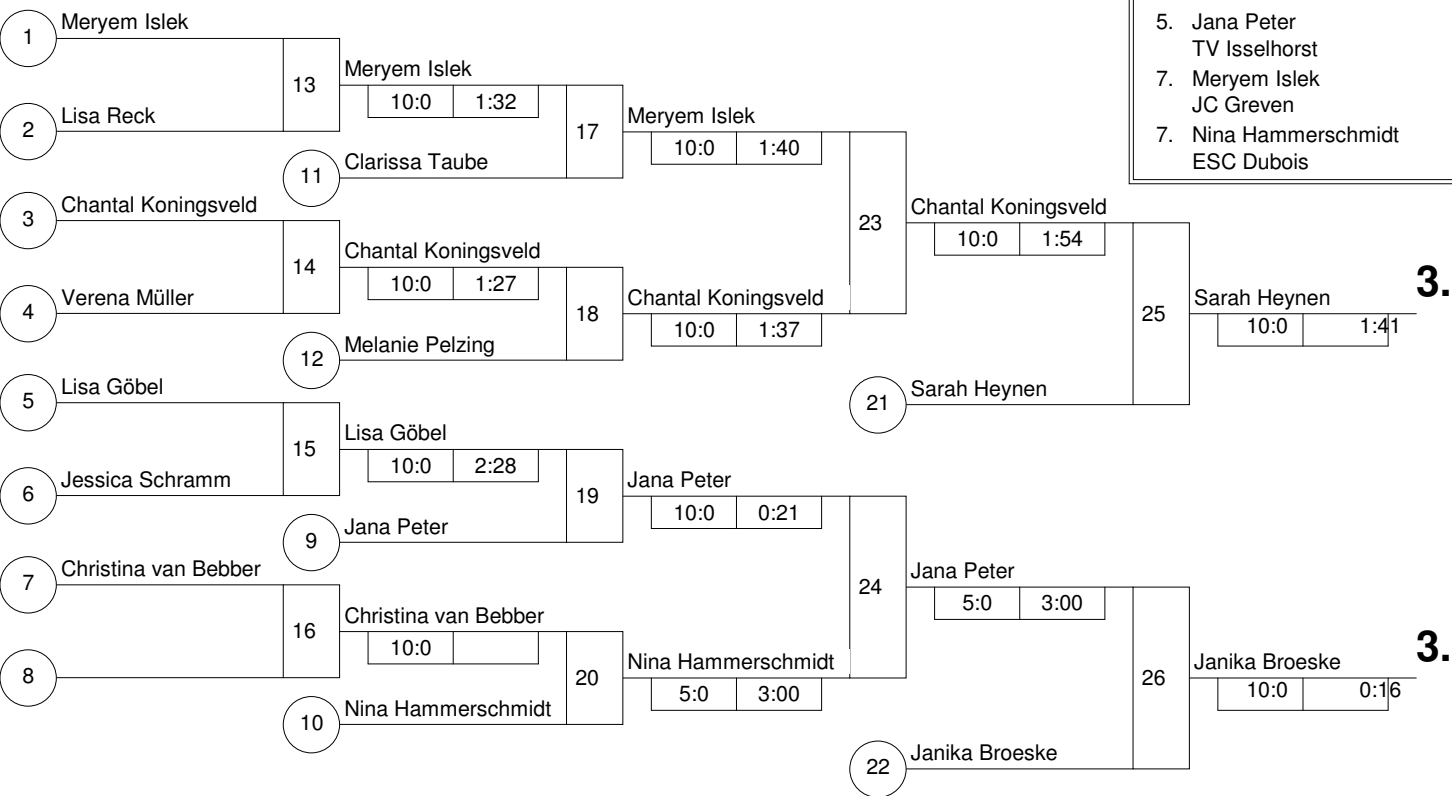 5. Jana Peter
TV Isselhorst
7. Meryem Islek
JC Greven
7. Nina Hammerschmidt
ESC Dubois
1 Meryem Islek
2 Lisa Reck
3 Chantal Koningsveld
4 Verena Müller
5 Lisa Göbel
6 Jessica Schramm
7 Christina van Bebber
8
13
Meryem Islek
10:0 1:32
11 Clarissa Taube
14
Chantal Koningsveld
10:0 1:27
12 Melanie Pelzing
15
Lisa Göbel
10:0 2:28
9 Jana Peter
16
Christina van Bebber
10:0
10 Nina Hammerschmidt
17
Meryem Islek
10:0 1:40
18
Chantal Koningsveld
10:0 1:37
19
Jana Peter
10:0 0:21
20
Nina Hammerschmidt
5:0 3:00
23
Chantal Koningsveld
10:0 1:54
21 Sarah Heynen
24
Jana Peter
5:0 3:00
22 Janika Broeske
25
Sarah Heynen 3.
10:0 1:41
26
Janika Broeske 3.
10:0 0:16